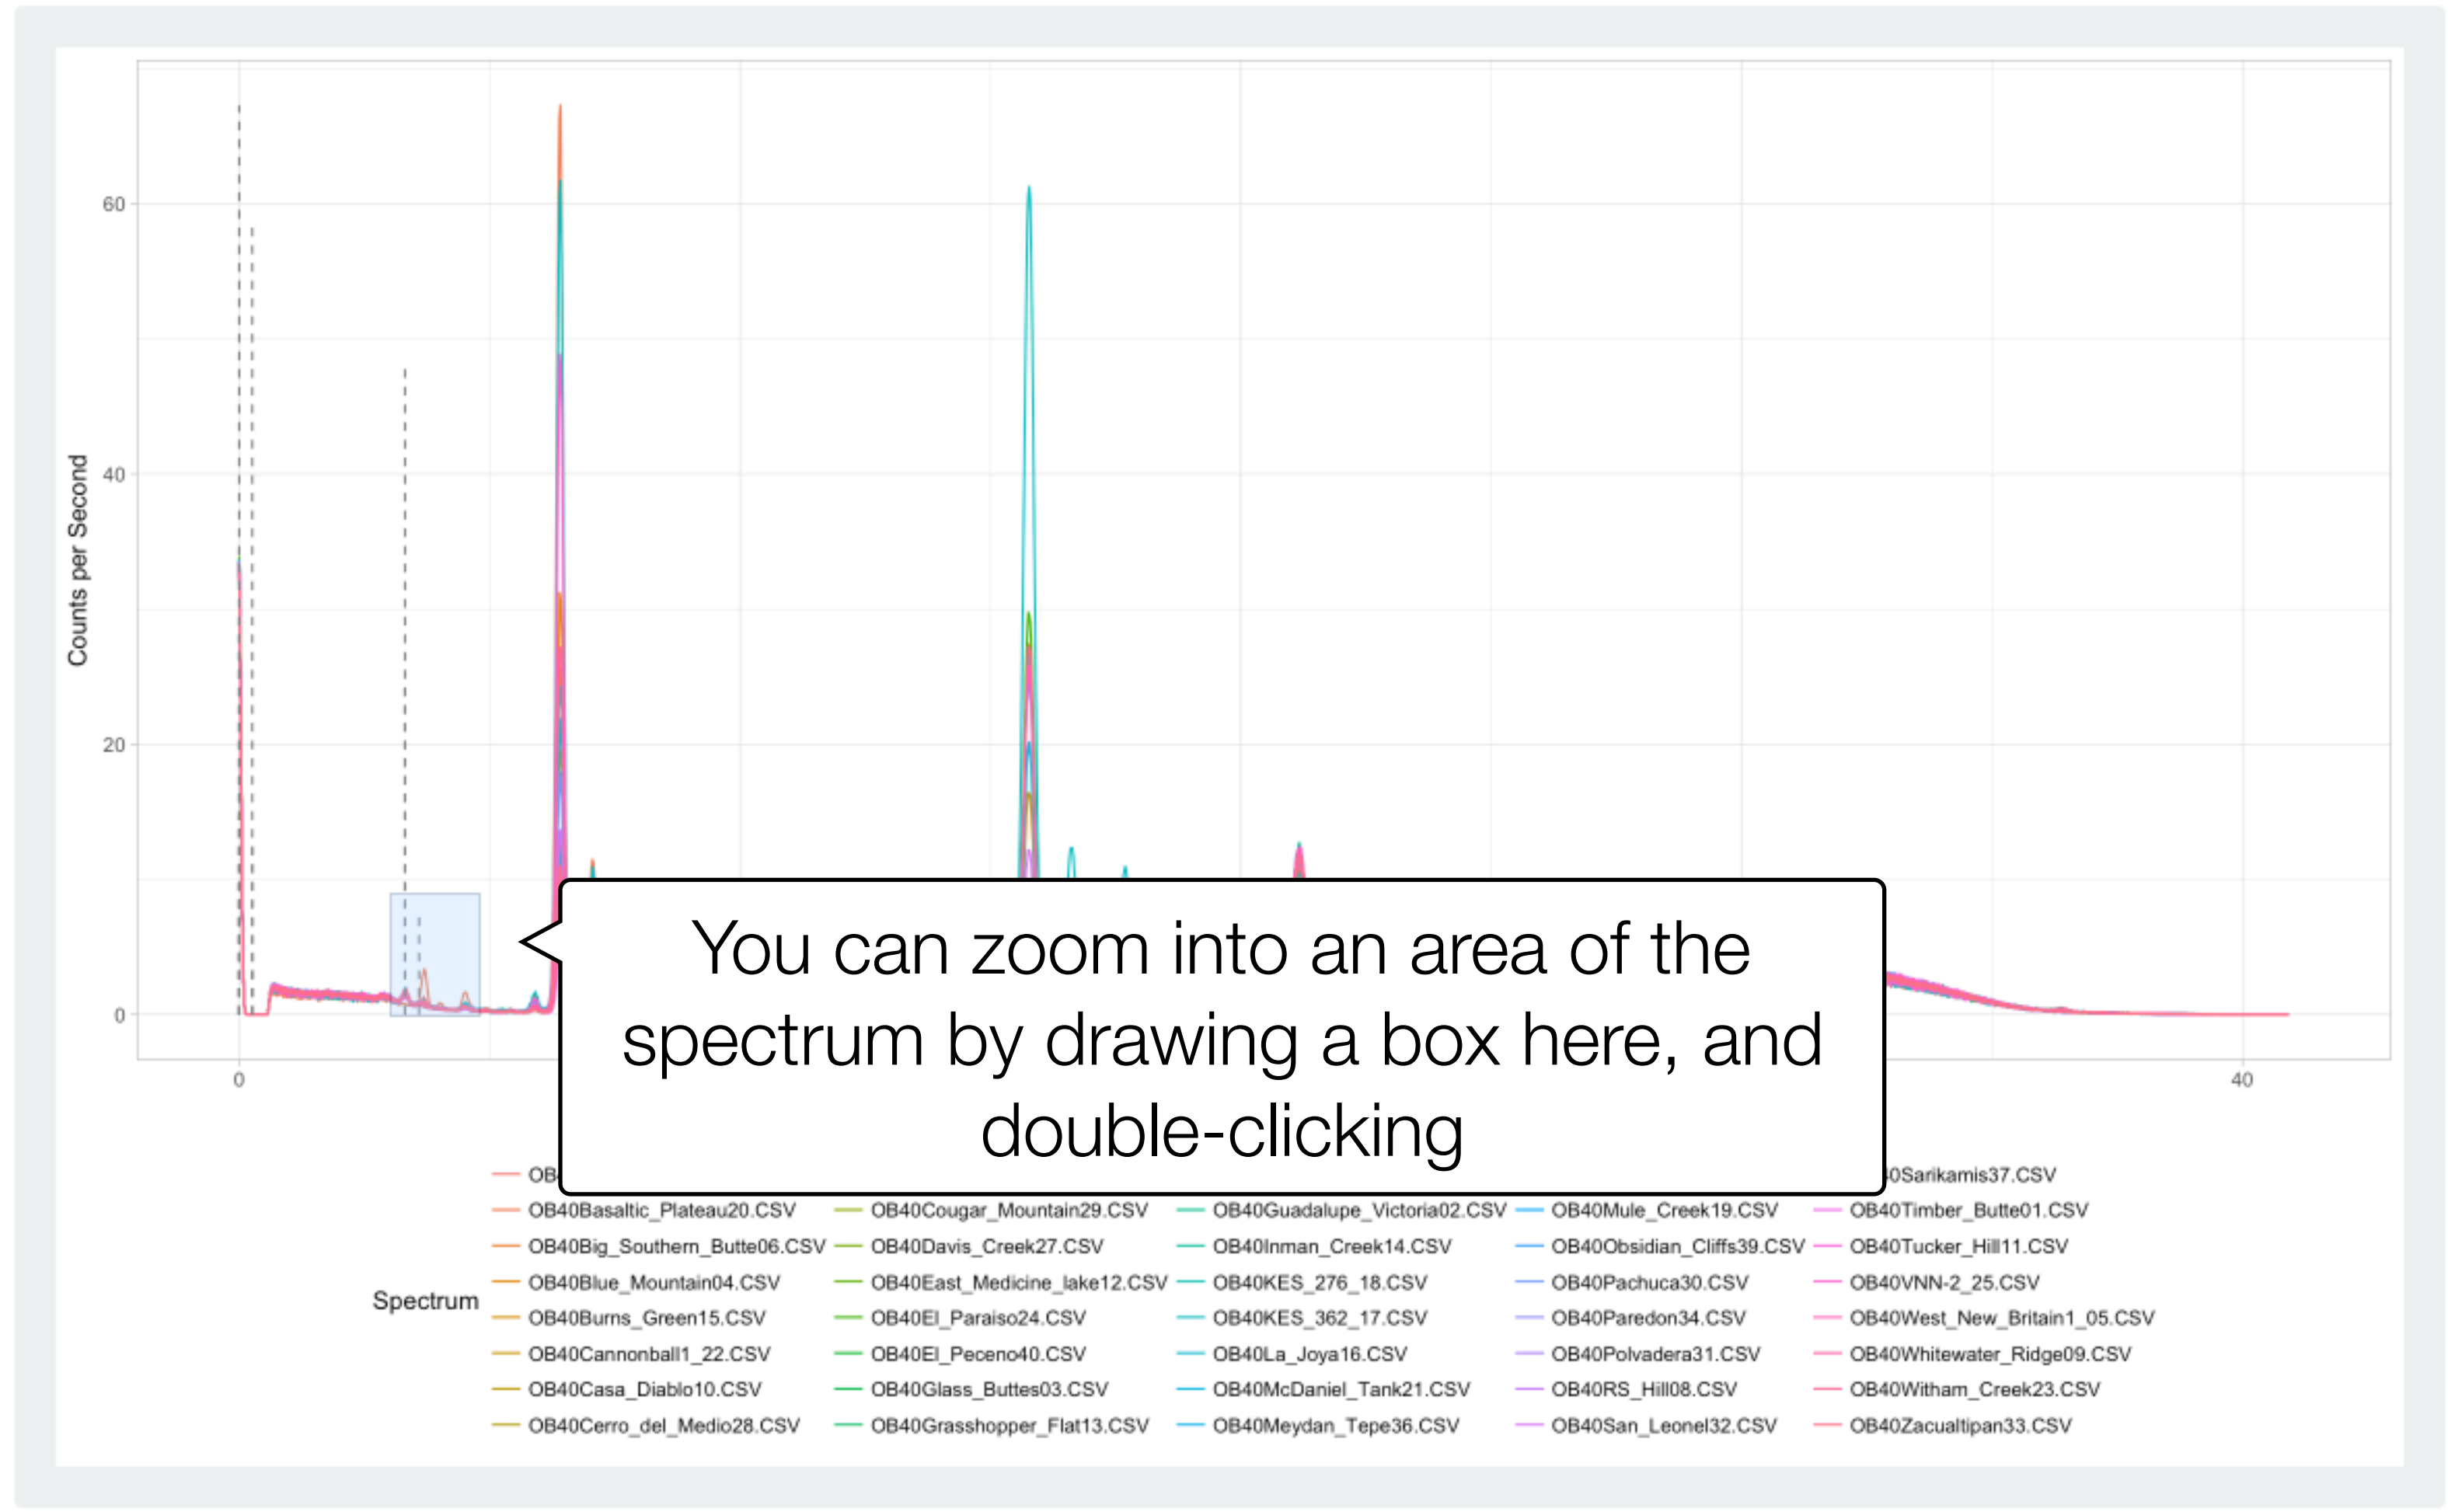 60
40
20
0
Counts per Second
0
40
You can zoom into an area of the
spectrum by drawing a box here, and
double-clicking
Spectrum
OB40Basaltic_Plateau20.CSV
OB40Big_Southern_Butte06.CSV
OB40Blue_Mountain04.CSV
OB40Burns_Green15.CSV
OB40Cannonball1_22.CSV
OB40Casa_Diablo10.CSV
OB40Cerro_del_Medio28.CSV
OB40Cougar_Mountain29.CSV
OB40Davis_Creek27.CSV
OB40East_Medicine_lake12.CSV
OB40El_Paraiso24.CSV
OB40El_Peceno40.CSV
OB40Glass_Buttes03.CSV
OB40Grasshopper_Flat13.CSV
OB40Guadalupe_Victoria02.CSV
OB40Inman_Creek14.CSV
OB40KES_276_18.CSV
OB40KES_362_17.CSV
OB40La_Joya16.CSV
OB40McDaniel_Tank21.CSV
OB40Meydan_Tepe36.CSV
OB40Mule_Creek19.CSV
OB40Obsidian_Cliffs39.CSV
OB40Pachuca30.CSV
OB40Paredon34.CSV
OB40Polvadera31.CSV
OB40RS_Hill08.CSV
OB40San_Leonel32.CSV
0Sarikamis37.CSV
OB40Timber_Butte01.CSV
OB40Tucker_Hill11.CSV
OB40VNN-2_25.CSV
OB40West_New_Britain1_05.CSV
OB40Whitewater_Ridge09.CSV
OB40Witham_Creek23.CSV
OB40Zacualtipan33.CSV